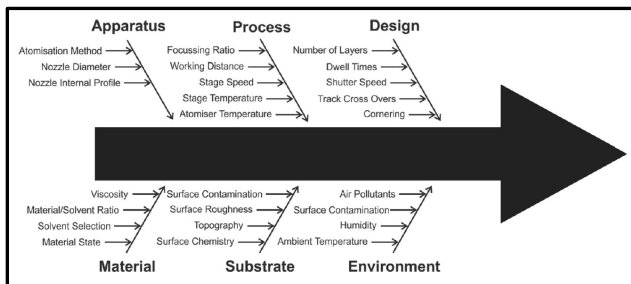 Apparatus
Atomisation Method
Nozzle Diameter
Nozzle Internal Profile
Process
Focussing Ratio
Working Distance
Stage Speed
Stage Temperature
Atomiser Temperature
Design
Number of Layers
Dwell Times
Shutter Speed
Track Cross Overs
Cornering
Viscosity
Material/Solvent Ratio
Solvent Selection
Material State
Material
Surface Contamination
Surface Roughness
Topography
Surface Chemistry
Substrate
Air Pollutants
Surface Contamination
Humidity
Ambient Temperature
Environment